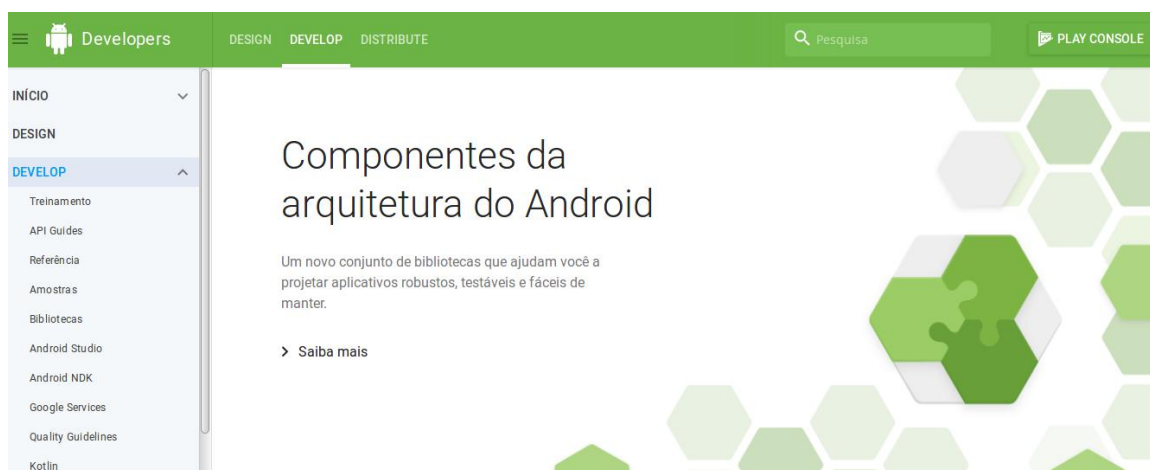 Developers
DESIGN DEVELOP DISTRIBUTE
Pesquisa
PLAY CONSOLE
INÍCIO
DESIGN
DEVELOP
Treinamento
API Guides
Referência
Amostras
Bibliotecas
Android Studio
Android NDK
Google Services
Quality Guidelines
Kotlin
Componentes da
arquitetura do Android
Um novo conjunto de bibliotecas que ajudam você a
projetar aplicativos robustos, testáveis e fáceis de
manter.
Saiba mais